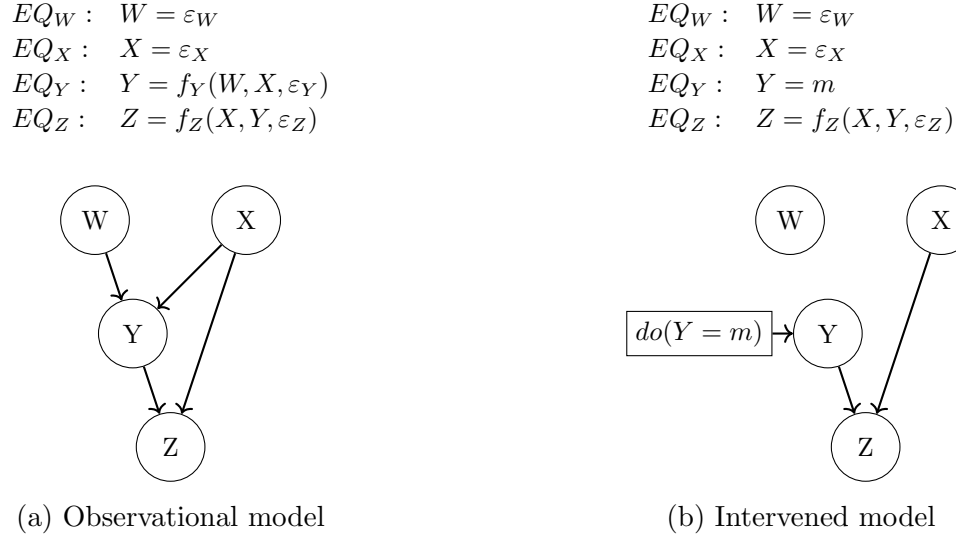 EQ_W : W = ε_W
EQ_X : X = ε_X
EQ_Y : Y = f_Y(W, X, ε_Y)
EQ_Z : Z = f_Z(X, Y, ε_Z)
W
X
Y
Z
(a) Observational model
EQ_W : W = ε_W
EQ_X : X = ε_X
EQ_Y : Y = m
EQ_Z : Z = f_Z(X, Y, ε_Z)
W
X
do(Y = m)
Y
Z
(b) Intervened model